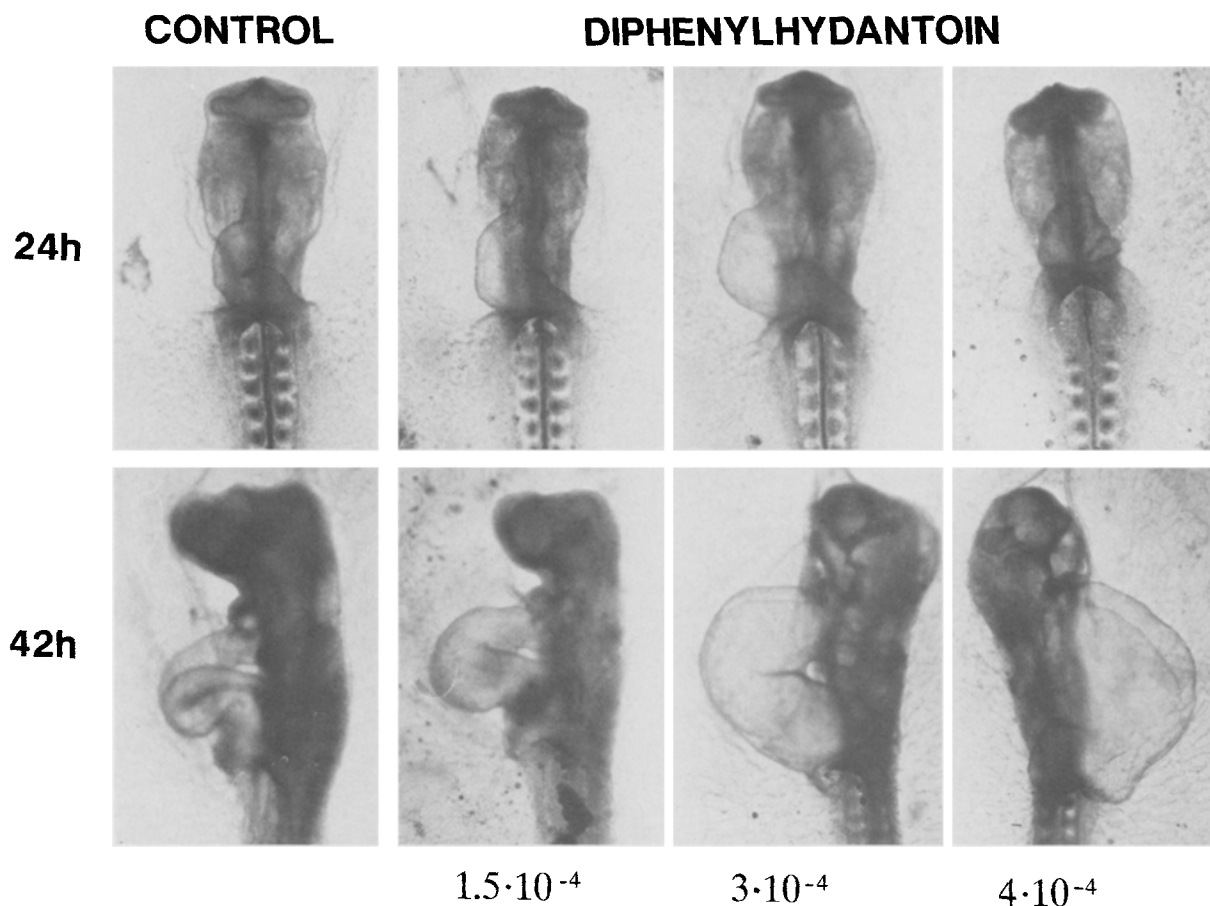 CONTROL
DIPHENYLHYDANTOIN
24h
42h
1.5·10⁻⁴
3·10⁻⁴
4·10⁻⁴